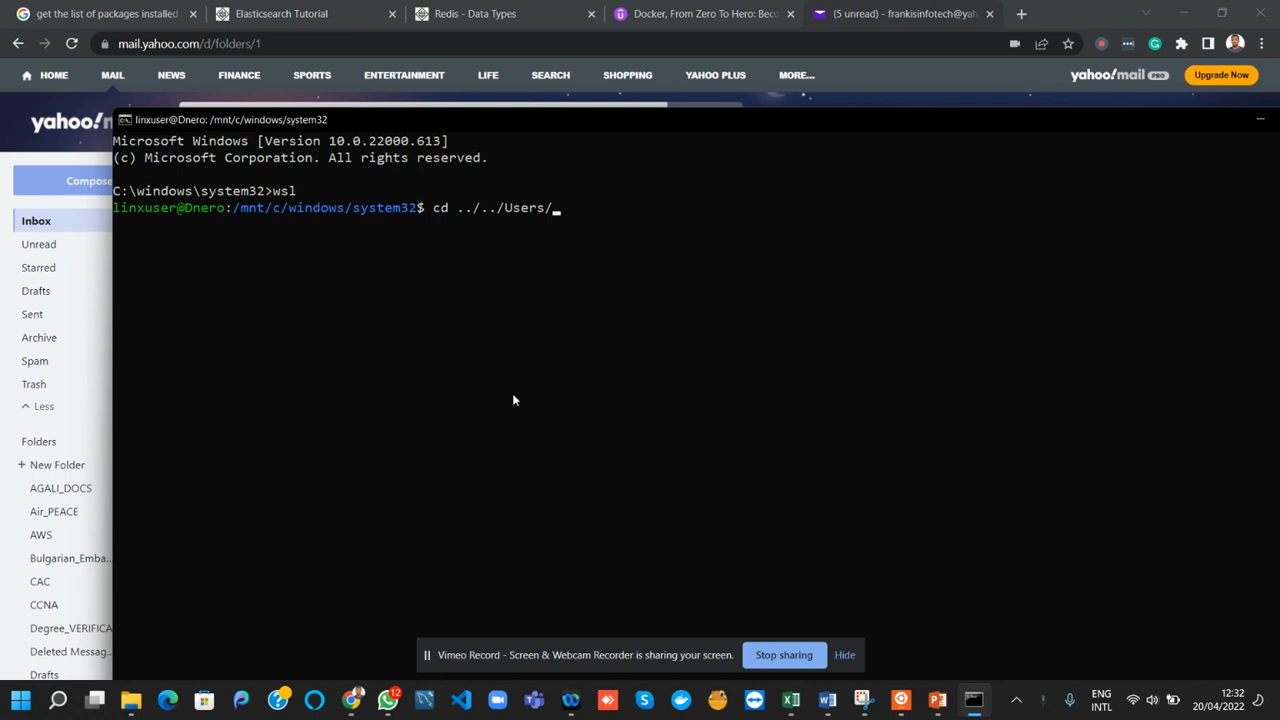 get the list of packages installed
Elasticsearch Tutorial
Redis - Data Types
Docker, From Zero To Hero: Beco
(5 unread) - frankisinfotech@yah
mail.yahoo.com/d/folders/1
HOME
MAIL
NEWS
FINANCE
SPORTS
ENTERTAINMENT
LIFE
SEARCH
SHOPPING
YAHOO PLUS
MORE...
yahoo!mail PRO
Upgrade Now
yahoo!
linxuser@Dnero: /mnt/c/windows/system32
Microsoft Windows [Version 10.0.22000.613]
(c) Microsoft Corporation. All rights reserved.
C:\windows\system32>wsl
linxuser@Dnero:/mnt/c/windows/system32$ cd ../../Users/_
Compose
Inbox
Unread
Starred
Drafts
Sent
Archive
Spam
Trash
Less
Folders
+ New Folder
AGALI_DOCS
Air_PEACE
AWS
Bulgarian_Emba...
CAC
CCNA
Degree_VERIFICA
Deleted Messag...
Drafts
Vimeo Record - Screen & Webcam Recorder is sharing your screen.
Stop sharing
Hide
12
2
ENG
INTL
12:32
20/04/2022